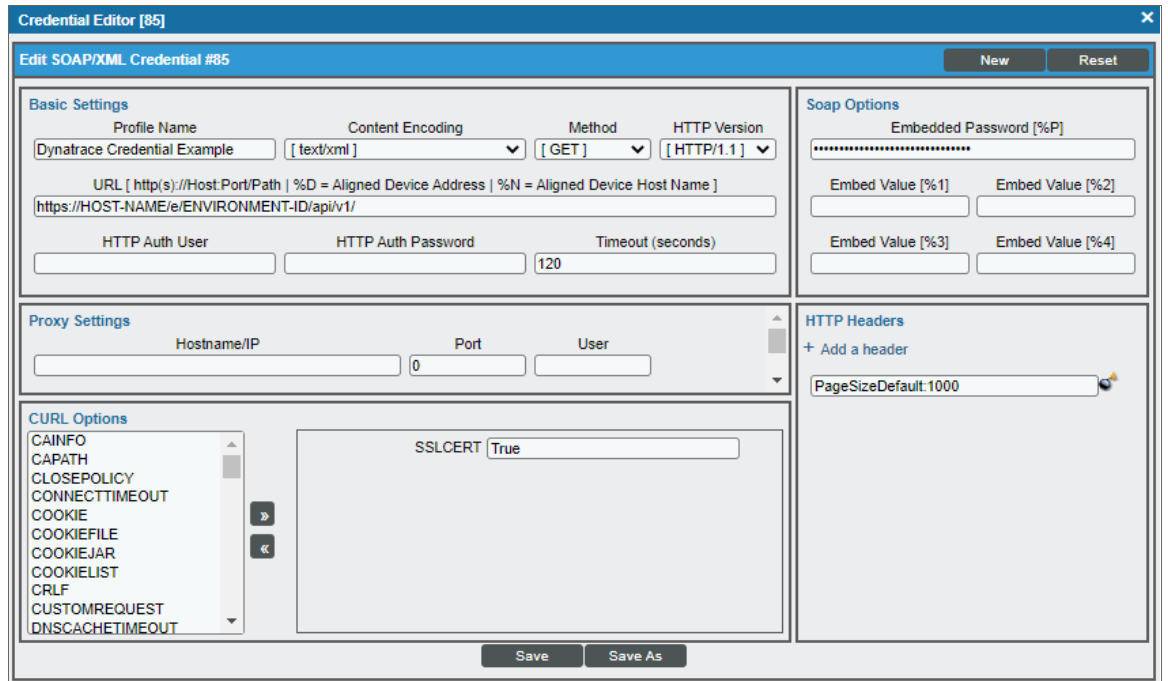 Credential Editor [85]
Edit SOAP/XML Credential #85
New
Reset
Basic Settings
Profile Name
Content Encoding
Method
HTTP Version
Dynatrace Credential Example
[ text/xml ]
[ GET ]
[ HTTP/1.1 ]
URL [ http(s)://Host:Port/Path | %D = Aligned Device Address | %N = Aligned Device Host Name ]
https://HOST-NAME/e/ENVIRONMENT-ID/api/v1/
HTTP Auth User
HTTP Auth Password
Timeout (seconds)
120
Soap Options
Embedded Password [%P]
•••••••••••••••••••••••••••••••
Embed Value [%1]
Embed Value [%2]
Embed Value [%3]
Embed Value [%4]
Proxy Settings
Hostname/IP
Port
User
0
HTTP Headers
+ Add a header
PageSizeDefault:1000
CURL Options
CAINFO
CAPATH
CLOSEPOLICY
CONNECTTIMEOUT
COOKIE
COOKIEFILE
COOKIEJAR
COOKIELIST
CRLF
CUSTOMREQUEST
DNSCACHETIMEOUT
»
«
SSLCERT
True
Save
Save As